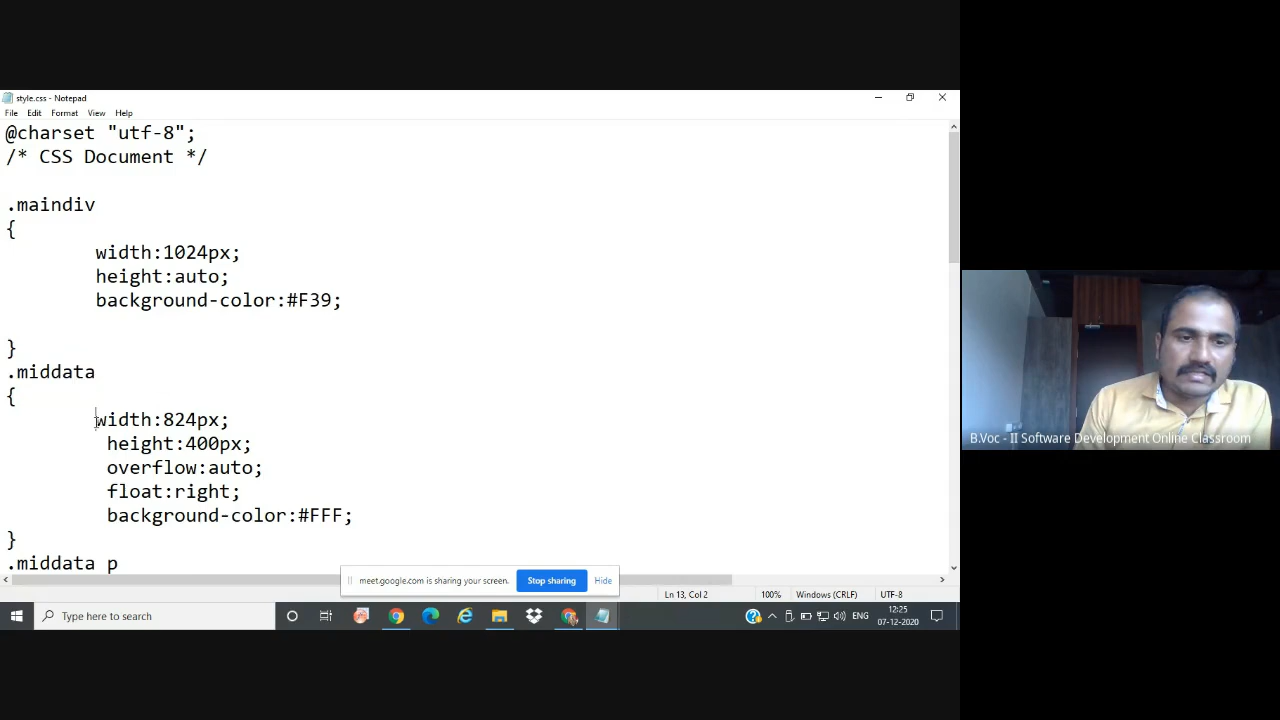 style.css - Notepad
File Edit Format View Help
@charset "utf-8";
/* CSS Document */
.maindiv
{
width:1024px;
height:auto;
background-color:#F39;
}
.middata
{
width:824px;
height:400px;
overflow:auto;
float:right;
background-color:#FFF;
}
.middata p
B.Voc - II Software Development Online Classroom
meet.google.com is sharing your screen. Stop sharing Hide
Ln 13, Col 2 100% Windows (CRLF) UTF-8
Type here to search
ENG
12:25
07-12-2020